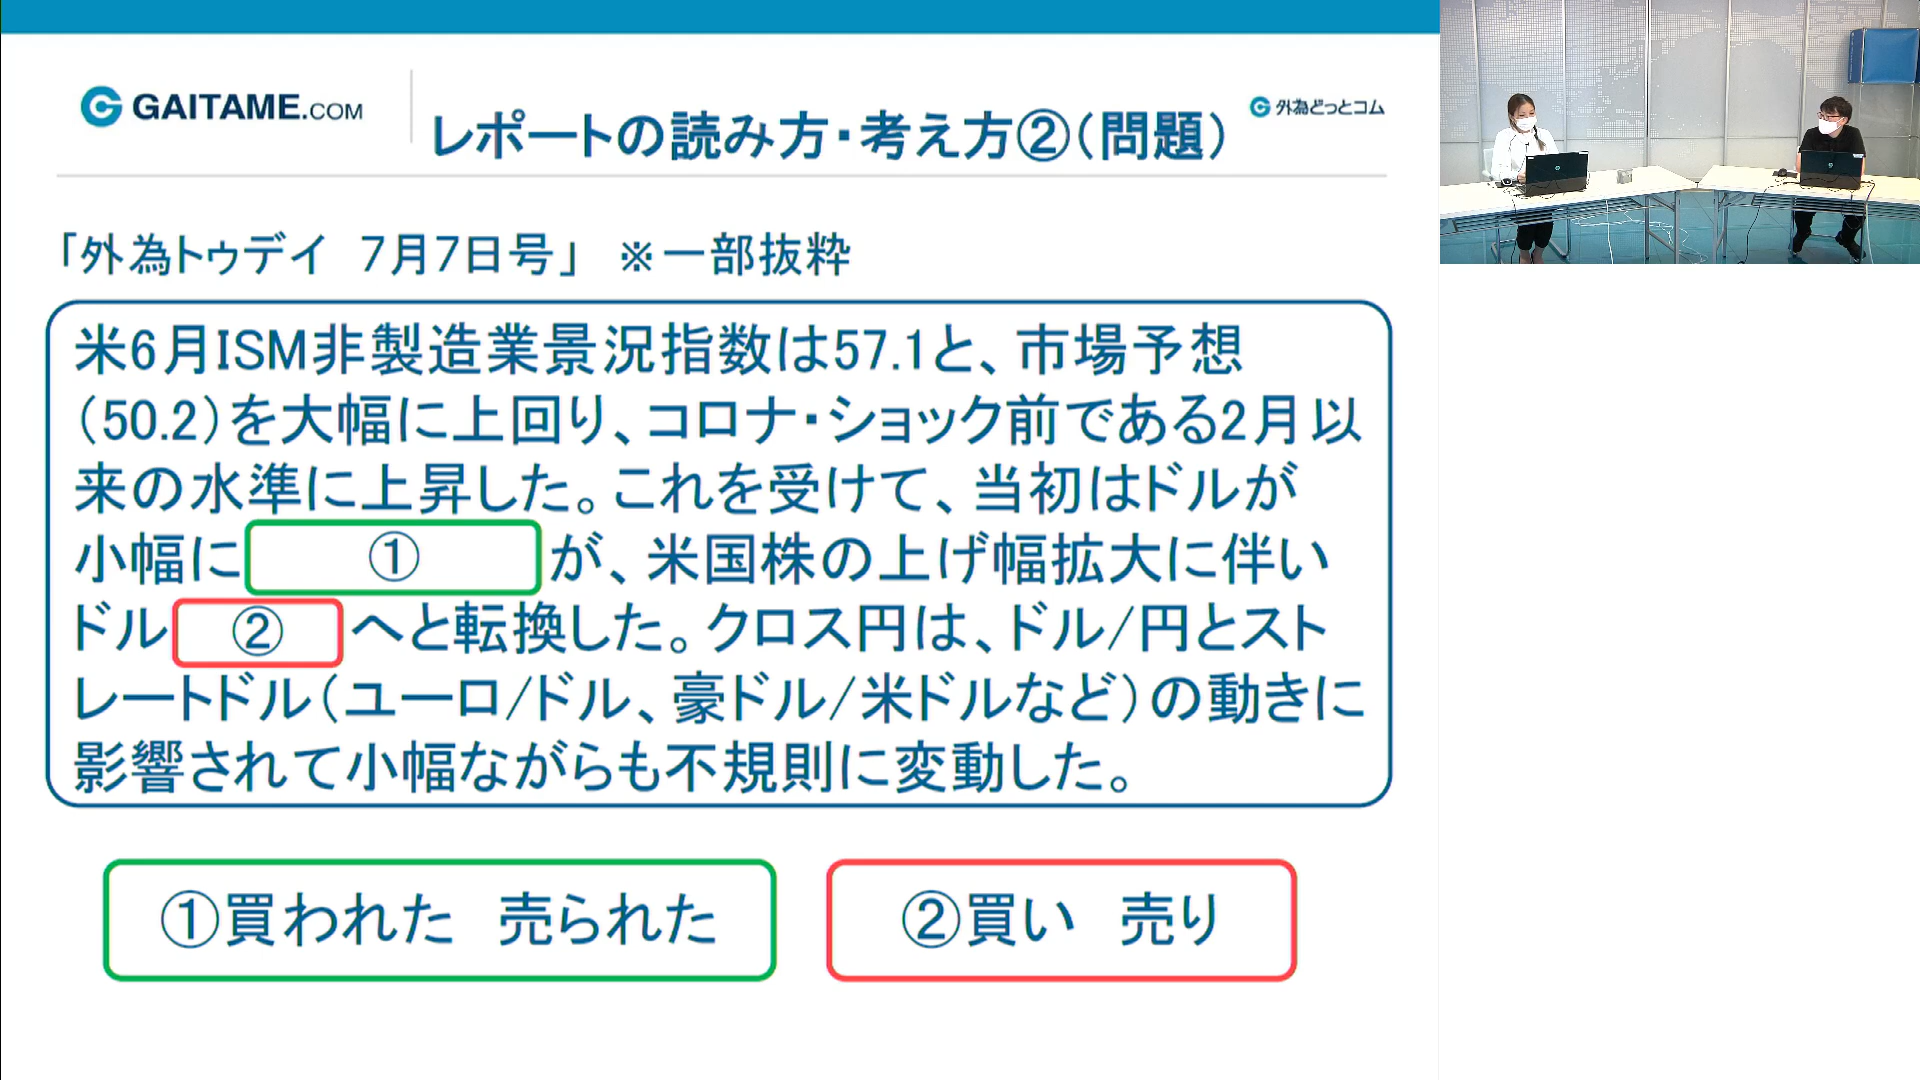 GAITAME.COM
レポートの読み方・考え方②(問題)
外為どっとコム
「外為トゥデイ 7月7日号」 ※一部抜粋
米6月ISM非製造業景況指数は57.1と、市場予想
(50.2)を大幅に上回り、コロナ・ショック前である2月以
来の水準に上昇した。これを受けて、当初はドルが
小幅に ① が、米国株の上げ幅拡大に伴い
ドル ② へと転換した。クロス円は、ドル/円とスト
レートドル(ユーロ/ドル、豪ドル/米ドルなど)の動きに
影響されて小幅ながらも不規則に変動した。
①買われた 売られた
②買い 売り